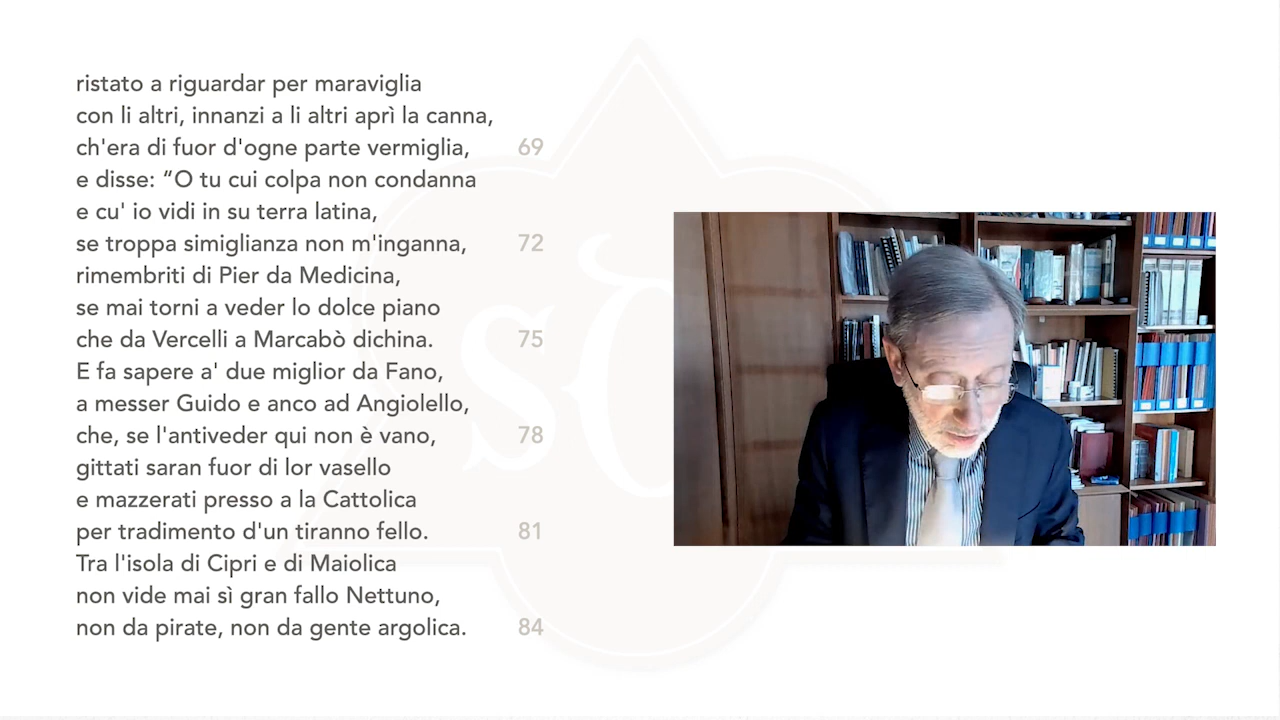 ristato a riguardar per maraviglia
con li altri, innanzi a li altri aprì la canna,
ch'era di fuor d'ogne parte vermiglia, 69
e disse: “O tu cui colpa non condanna
e cu' io vidi in su terra latina,
se troppa simiglianza non m'inganna, 72
rimembriti di Pier da Medicina,
se mai torni a veder lo dolce piano
che da Vercelli a Marcabò dichina. 75
E fa sapere a' due miglior da Fano,
a messer Guido e anco ad Angiolello,
che, se l'antiveder qui non è vano, 78
gittati saran fuor di lor vasello
e mazzerati presso a la Cattolica
per tradimento d'un tiranno fello. 81
Tra l'isola di Cipri e di Maiolica
non vide mai sì gran fallo Nettuno,
non da pirate, non da gente argolica. 84